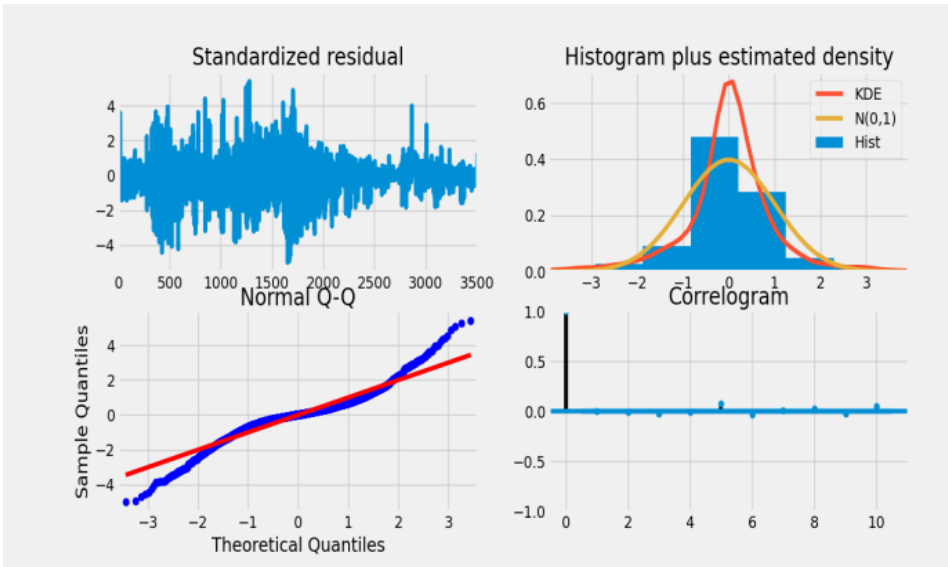 Standardized residual
4
2
0
−2
−4
0 500 1000 1500 2000 2500 3000 3500
Histogram plus estimated density
KDE
N(0,1)
Hist
0.6
0.4
0.2
0.0
−3 −2 −1 0 1 2 3
Normal Q-Q
Sample Quantiles
4
2
0
−2
−4
−3 −2 −1 0 1 2 3
Theoretical Quantiles
Correlogram
1.0
0.5
0.0
−0.5
−1.0
0 2 4 6 8 10